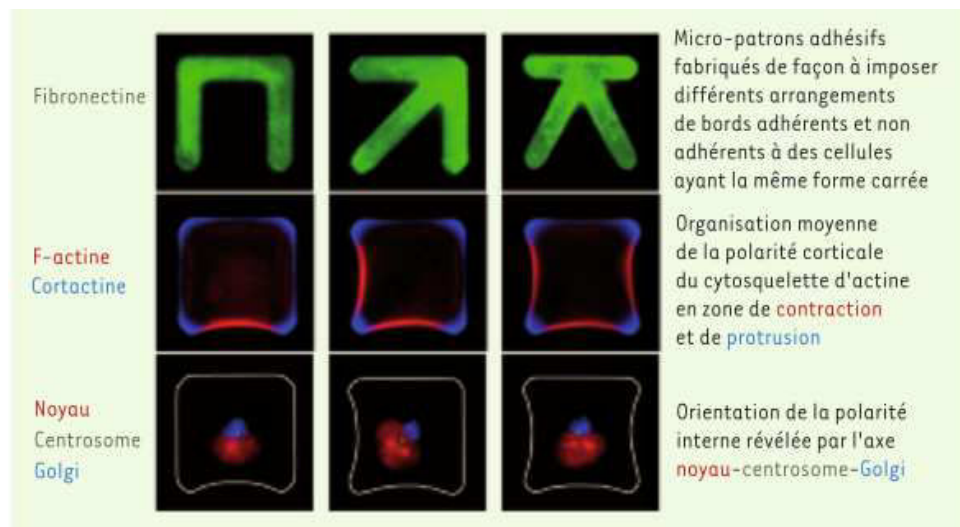 Fibronectine
Micro-patrons adhésifs
fabriqués de façon à imposer
différents arrangements
de bords adhérents et non
adhérents à des cellules
ayant la même forme carrée
F-actine
Cortactine
Organisation moyenne
de la polarité corticale
du cytosquelette d'actine
en zone de contraction
et de protrusion
Noyau
Centrosome
Golgi
Orientation de la polarité
interne révélée par l'axe
noyau-centrosome-Golgi